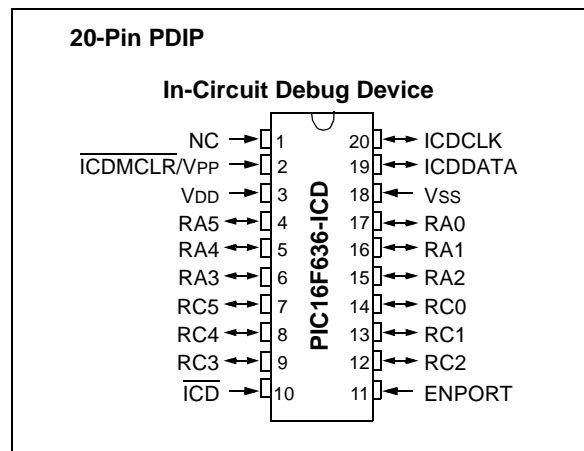 20-Pin PDIP
In-Circuit Debug Device
NC 1 20 ICDCLK
ICDMCLR/VPP 2 19 ICDDATA
VDD 3 18 VSS
RA5 4 17 RA0
RA4 5 16 RA1
RA3 6 15 RA2
RC5 7 14 RC0
RC4 8 13 RC1
RC3 9 12 RC2
ICD 10 11 ENPORT
PIC16F636-ICD